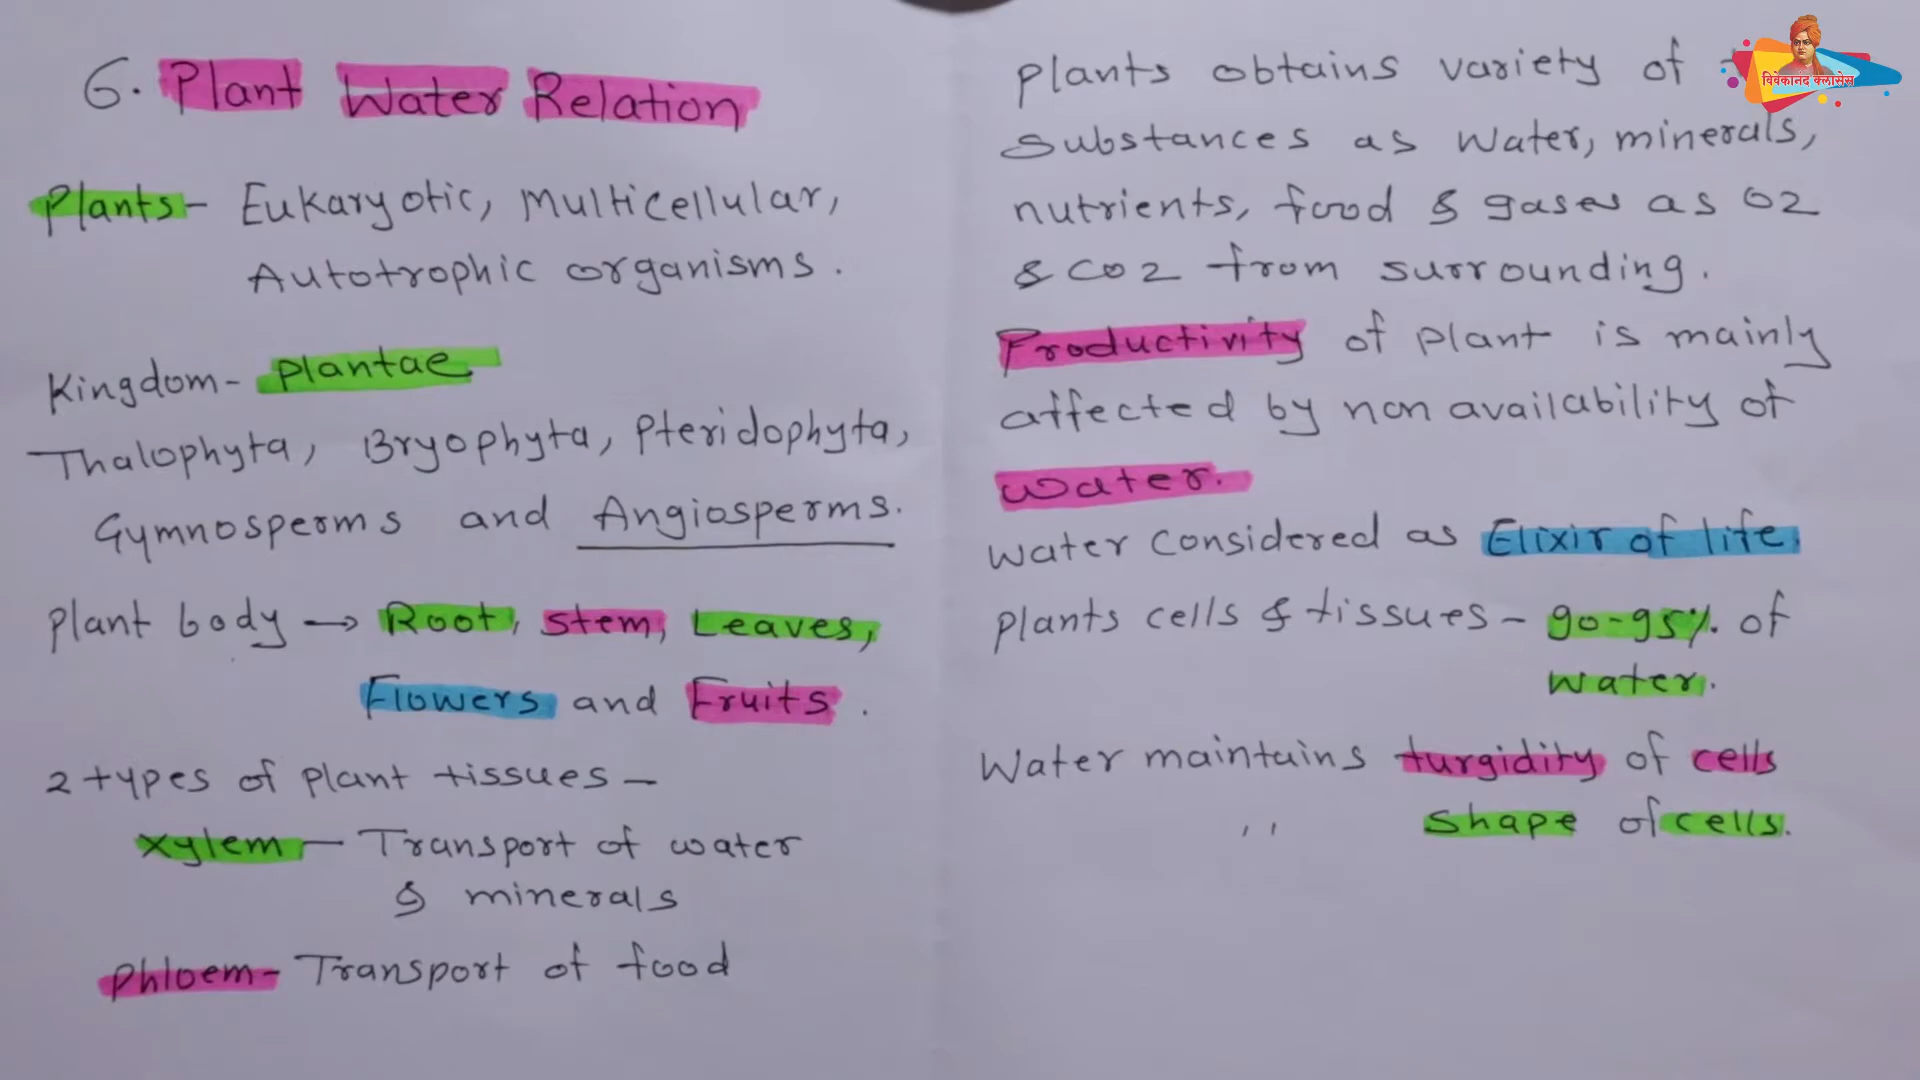 6. Plant Water Relation
Plants- Eukaryotic, Multicellular,
Autotrophic organisms.
Kingdom- Plantae
Thalophyta, Bryophyta, Pteridophyta,
Gymnosperms and Angiosperms.
Plant body → Root, Stem, Leaves,
Flowers and Fruits.
2 types of Plant tissues —
Xylem — Transport of water
& minerals
Phloem- Transport of food
Plants obtains variety of
substances as Water, minerals,
nutrients, food & gases as O2
& CO2 from surrounding.
Productivity of plant is mainly
affected by non availability of
water.
Water considered as Elixir of life.
Plants cells & tissues - 90-95% of
water.
Water maintains turgidity of cells
,, shape of cells.
विवेकानंद क्लासेस